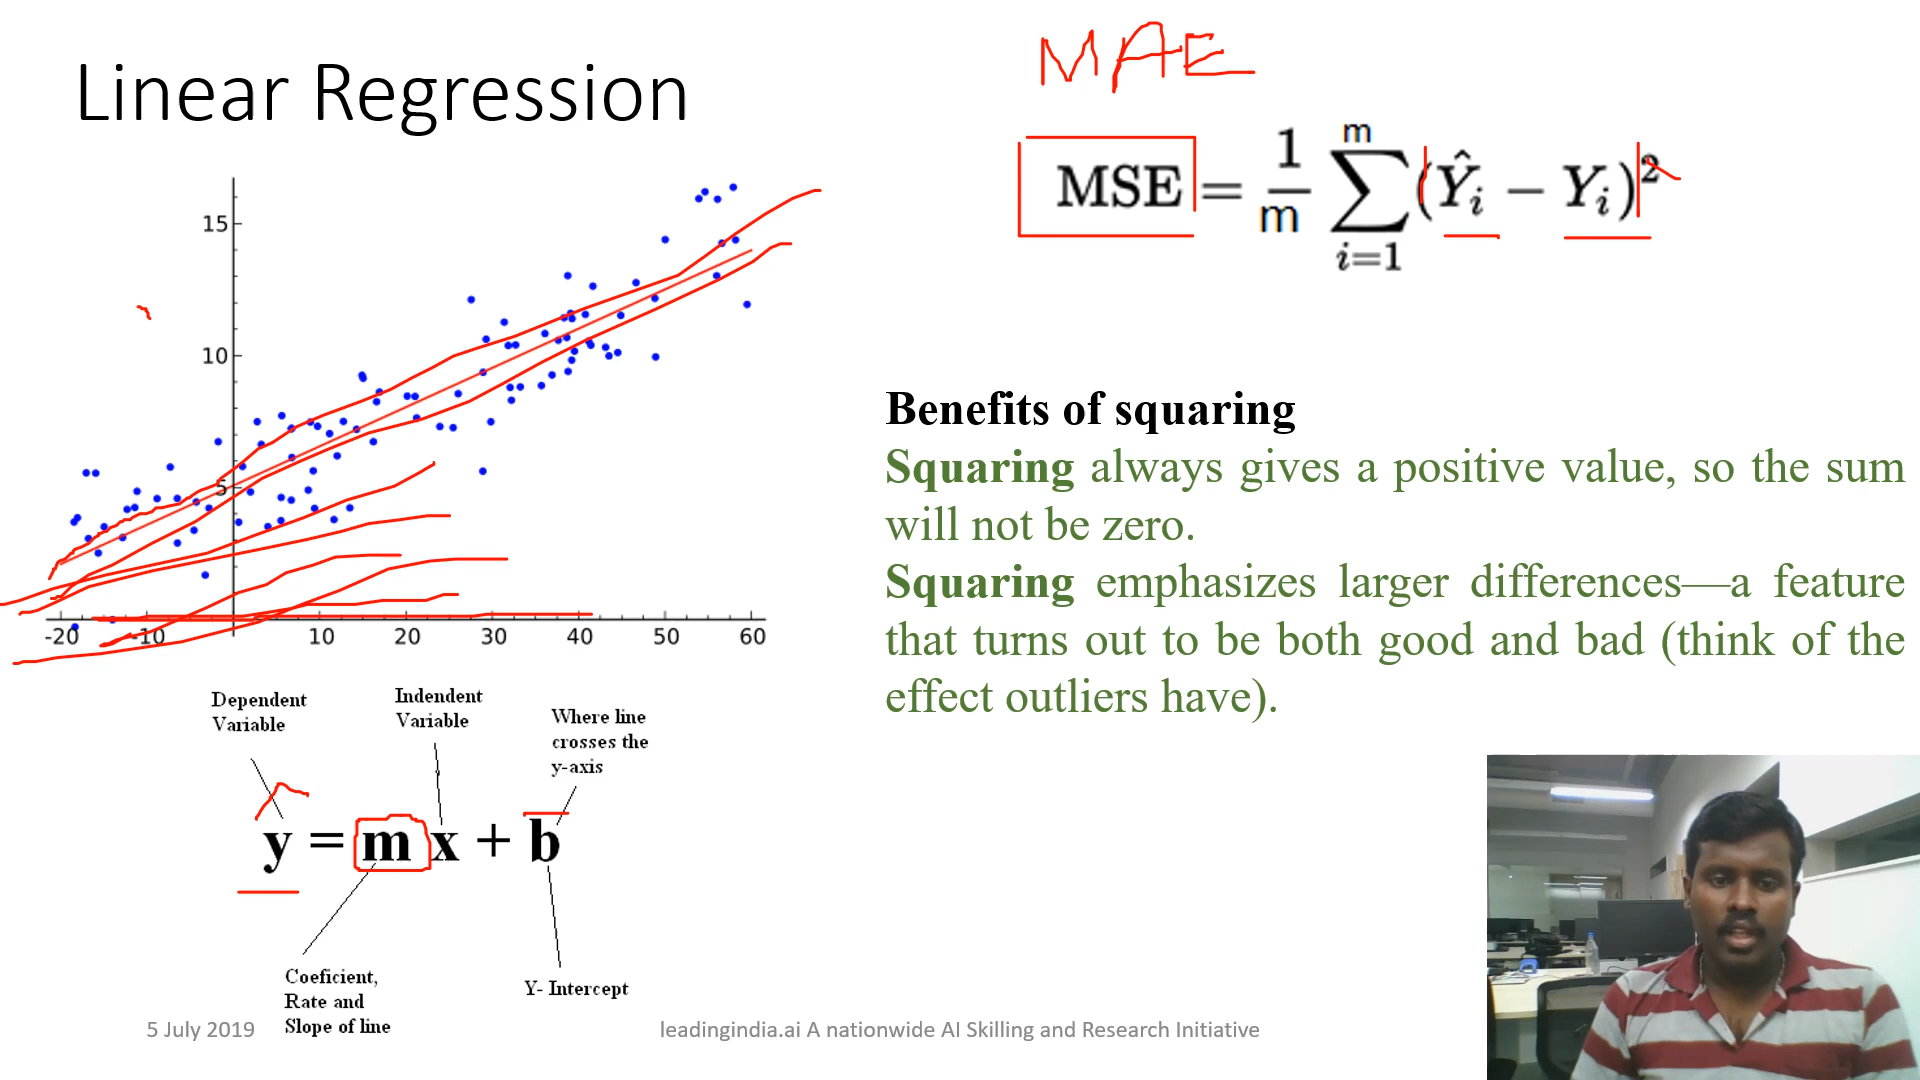 Linear Regression
MAE
MSE = 1/m m∑i=1 (Ŷi − Yi)²
15
10
5
-20 -10 10 20 30 40 50 60
Benefits of squaring
Squaring always gives a positive value, so the sum
will not be zero.
Squaring emphasizes larger differences—a feature
that turns out to be both good and bad (think of the
effect outliers have).
Dependent
Variable
Indendent
Variable
Where line
crosses the
y-axis
y = m x + b
Coeficient,
Rate and
Slope of line
Y- Intercept
5 July 2019
leadingindia.ai A nationwide AI Skilling and Research Initiative